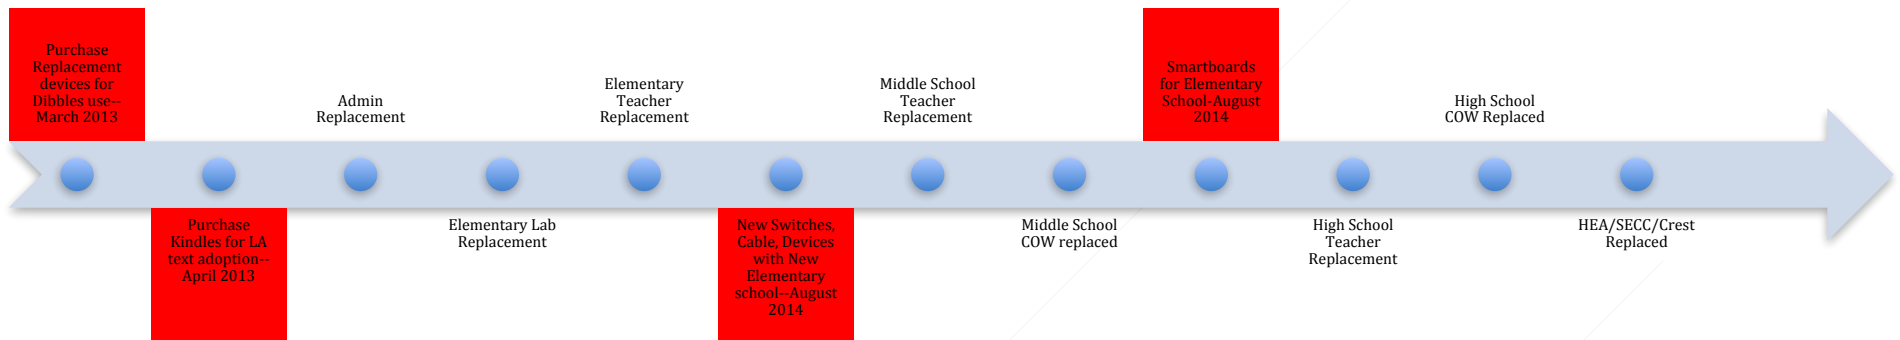 Purchase
Replacement
devices for
Dibbles use--
March 2013
Purchase
Kindles for LA
text adoption--
April 2013
Admin
Replacement
Elementary Lab
Replacement
Elementary
Teacher
Replacement
New Switches,
Cable, Devices
with New
Elementary
school--August
2014
Middle School
Teacher
Replacement
Middle School
COW replaced
Smartboards
for Elementary
School-August
2014
High School
Teacher
Replacement
High School
COW Replaced
HEA/SECC/Crest
Replaced